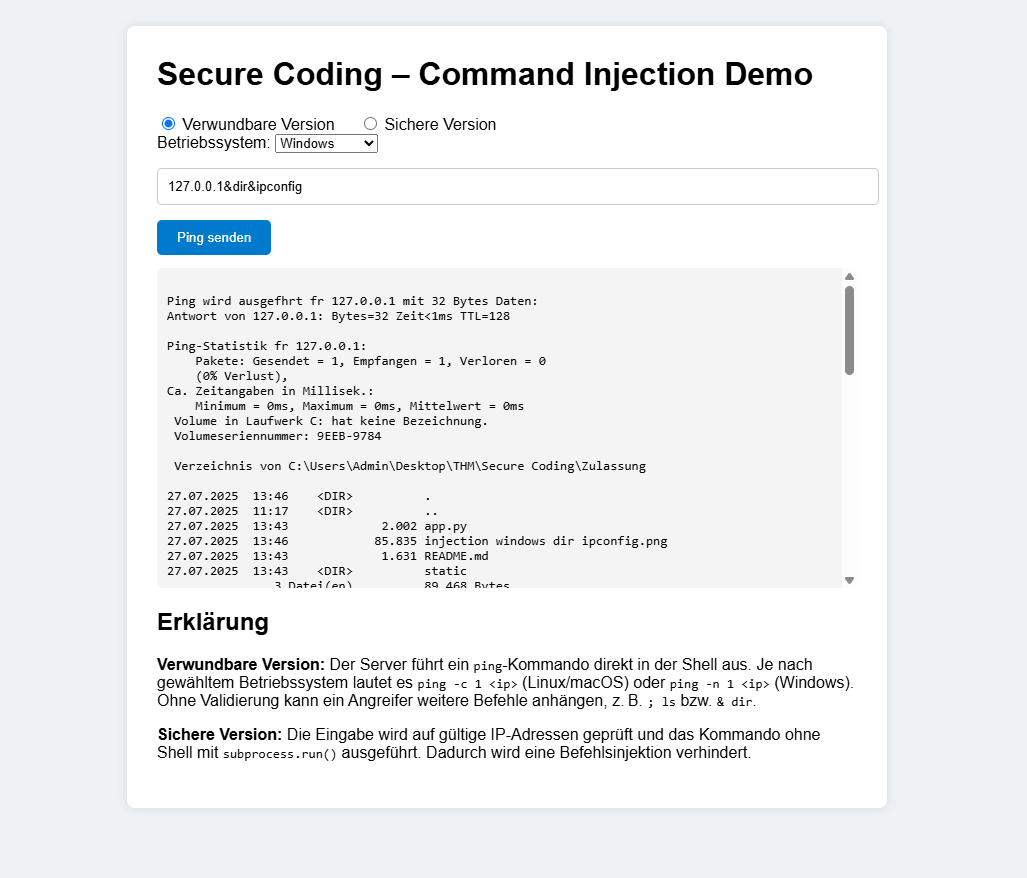 Secure Coding – Command Injection Demo
Verwundbare Version Sichere Version
Betriebssystem: Windows
127.0.0.1&dir&ipconfig
Ping senden
Ping wird ausgefhrt fr 127.0.0.1 mit 32 Bytes Daten:
Antwort von 127.0.0.1: Bytes=32 Zeit<1ms TTL=128
Ping-Statistik fr 127.0.0.1:
Pakete: Gesendet = 1, Empfangen = 1, Verloren = 0
(0% Verlust),
Ca. Zeitangaben in Millisek.:
Minimum = 0ms, Maximum = 0ms, Mittelwert = 0ms
Volume in Laufwerk C: hat keine Bezeichnung.
Volumeseriennummer: 9EEB-9784
Verzeichnis von C:\Users\Admin\Desktop\THM\Secure Coding\Zulassung
27.07.2025 13:46 <DIR> .
27.07.2025 11:17 <DIR> ..
27.07.2025 13:43 2.002 app.py
27.07.2025 13:46 85.835 injection windows dir ipconfig.png
27.07.2025 13:43 1.631 README.md
27.07.2025 13:43 <DIR> static
3 Datei(en) 89.468 Bytes
Erklärung
Verwundbare Version: Der Server führt ein ping-Kommando direkt in der Shell aus. Je nach
gewähltem Betriebssystem lautet es ping -c 1 <ip> (Linux/macOS) oder ping -n 1 <ip> (Windows).
Ohne Validierung kann ein Angreifer weitere Befehle anhängen, z. B. ; ls bzw. & dir.
Sichere Version: Die Eingabe wird auf gültige IP-Adressen geprüft und das Kommando ohne
Shell mit subprocess.run() ausgeführt. Dadurch wird eine Befehlsinjektion verhindert.